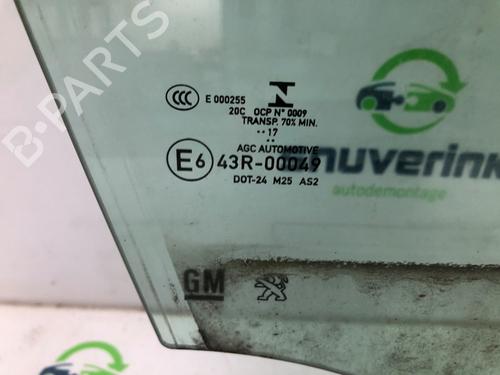 CCC
E 000255
20C OCP N° 0009
TRANSP. 70% MIN.
·· 17
· ··
AGC AUTOMOTIVE
E6 43R-00049
DOT-24 M25 AS2
GM
B-PARTS
nuverink
autodemontage